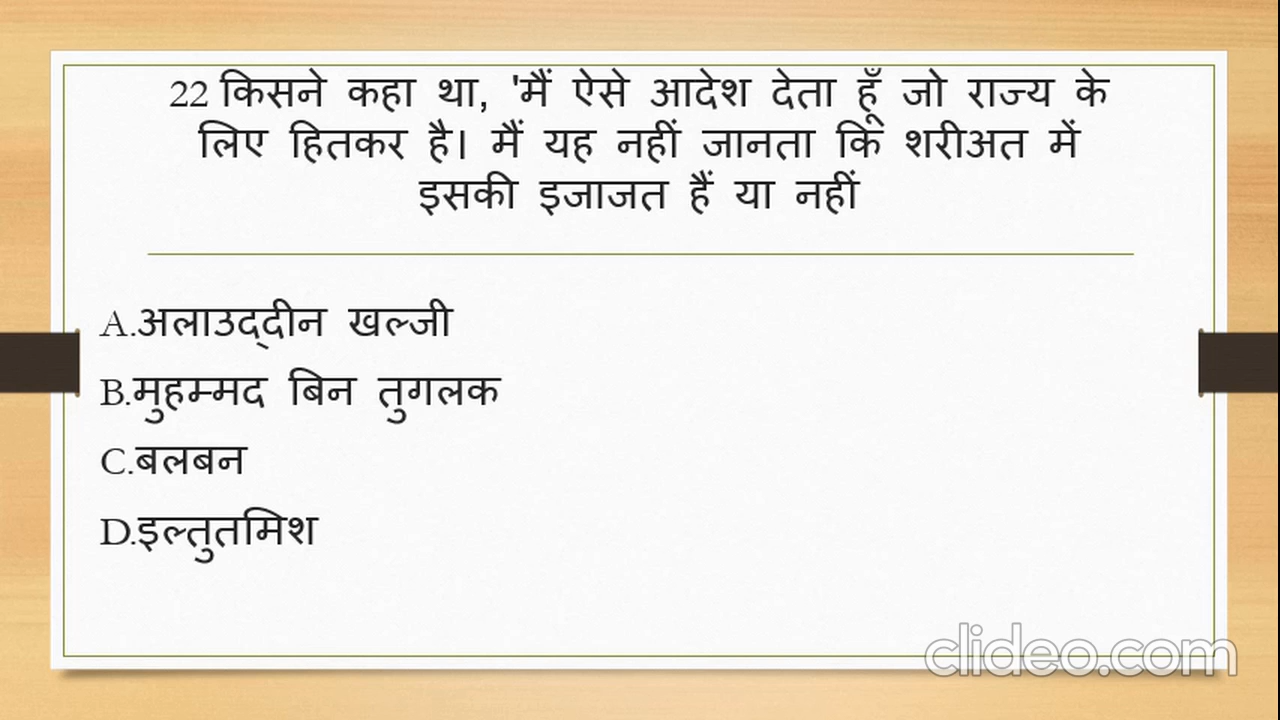 22 किसने कहा था, 'मैं ऐसे आदेश देता हूँ जो राज्य के
लिए हितकर है। मैं यह नहीं जानता कि शरीअत में
इसकी इजाजत हैं या नहीं
A.अलाउद्‌दीन खल्जी
B.मुहम्मद बिन तुगलक
C.बलबन
D.इल्तुतमिश
clideo.com